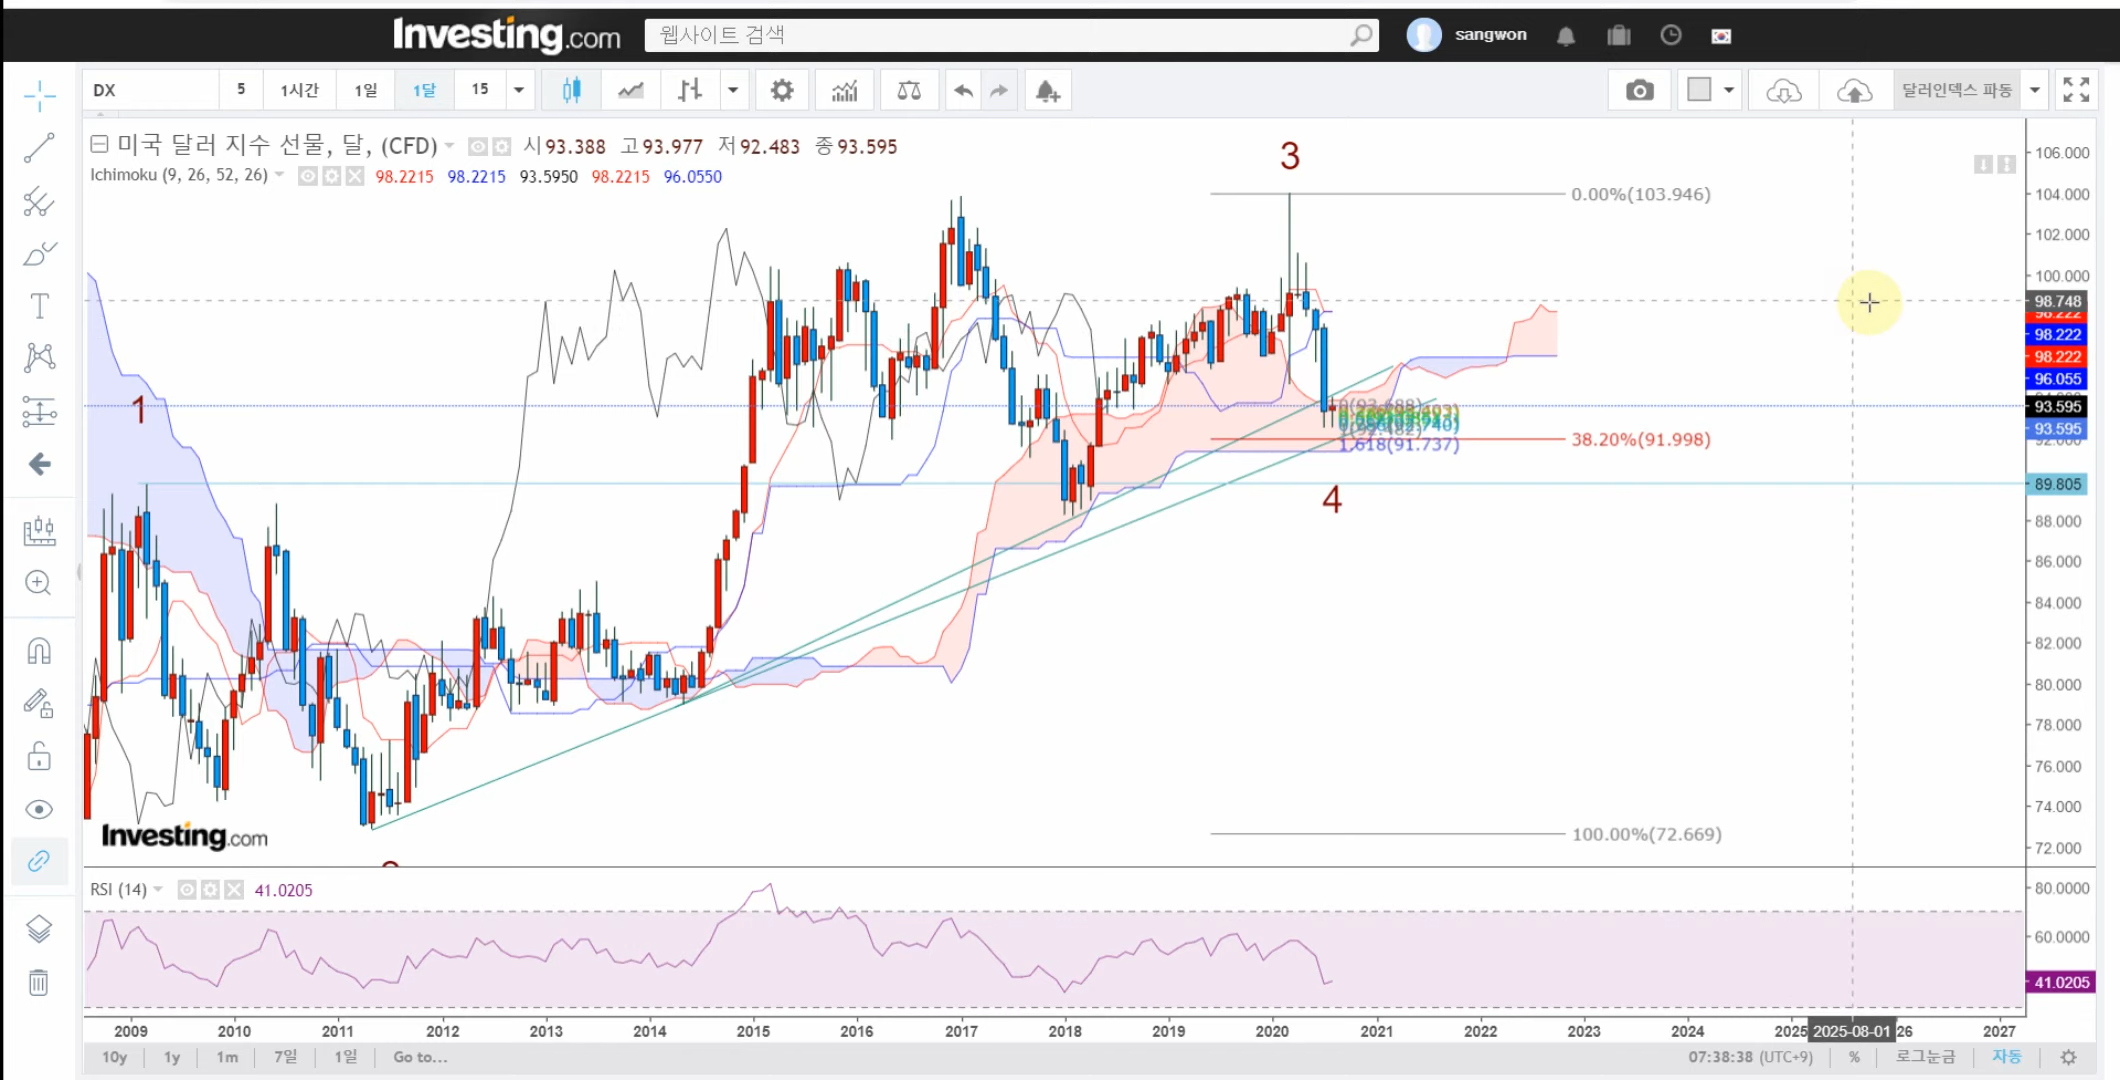 Investing.com
웹사이트 검색
sangwon
DX 5 1시간 1일 1달 15
달러인덱스 파동
미국 달러 지수 선물, 달, (CFD) 시93.388 고93.977 저92.483 종93.595
Ichimoku (9, 26, 52, 26) 98.2215 98.2215 93.5950 98.2215 96.0550
1
3
4
0.00%(103.946)
38.20%(91.998)
1.618(91.737)
100.00%(72.669)
106.000
104.000
102.000
100.000
98.748
98.222
98.222
98.222
96.055
93.595
93.595
92.000
89.805
88.000
86.000
84.000
82.000
80.000
78.000
76.000
74.000
72.000
Investing.com
RSI (14) 41.0205
80.0000
60.0000
41.0205
2009 2010 2011 2012 2013 2014 2015 2016 2017 2018 2019 2020 2021 2022 2023 2024 2025 2025-08-01 26 2027
10y 1y 1m 7일 1일 Go to...
07:38:38 (UTC+9) % 로그눈금 자동